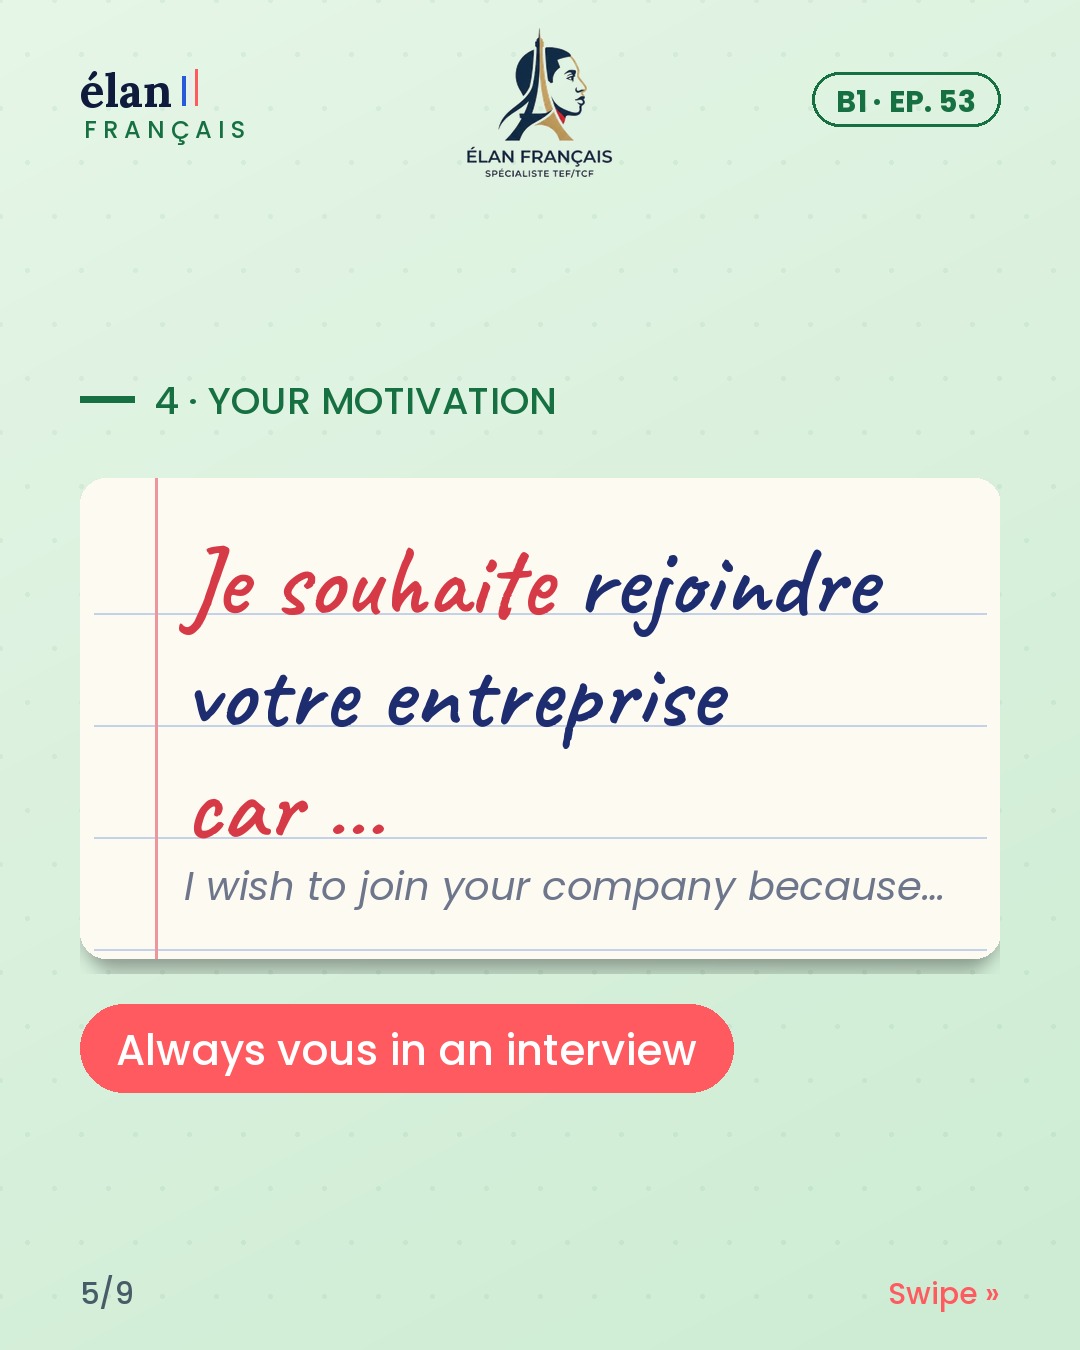 élan
FRANÇAIS
ÉLAN FRANÇAIS
SPÉCIALISTE TEF/TCF
B1 · EP. 53
4 · YOUR MOTIVATION
Je souhaite rejoindre
votre entreprise
car ...
I wish to join your company because...
Always vous in an interview
5/9
Swipe »